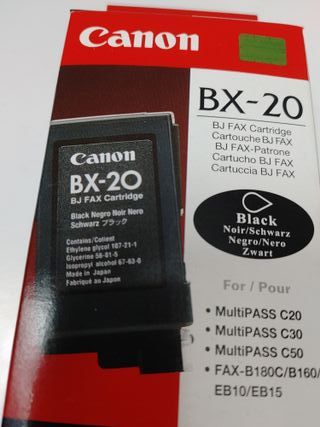 Canon
BX-20
BJ FAX Cartridge
Cartouche BJ FAX
BJ FAX-Patrone
Cartucho BJ FAX
Cartuccia BJ FAX
Canon
BX-20
BJ FAX Cartridge
Black Negro Noir Nero
Schwarz ブラック
Contains/Contient
Ethylene glycol 107-21-1
Glycerine 56-81-5
Isopropyl alcohol 67-63-0
Made in Japan
Fabriqué au Japon
Black
Noir/Schwarz
Negro/Nero
Zwart
For / Pour
• MultiPASS C20
• MultiPASS C30
• MultiPASS C50
• FAX-B180C/B160/
EB10/EB15